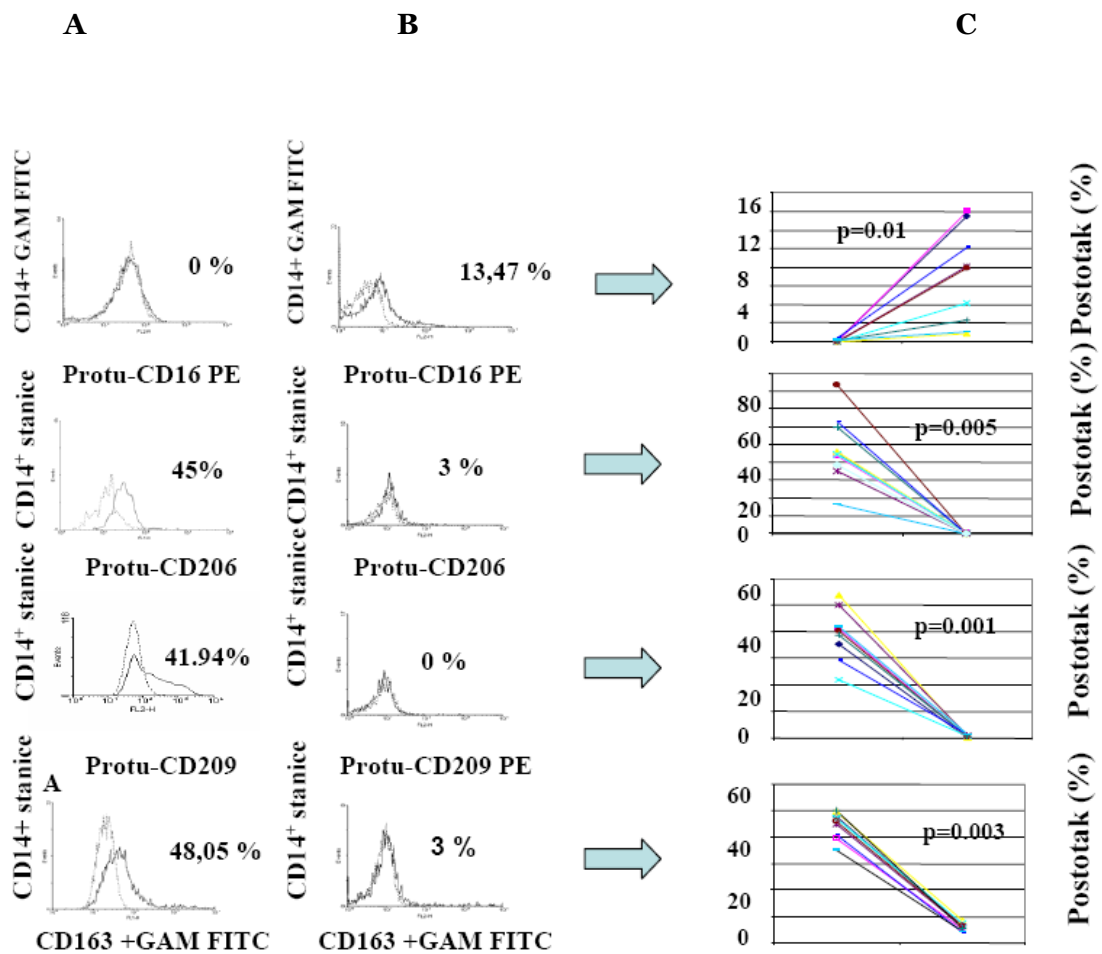 A B C
CD14+ GAM FITC
0 %
Protu-CD16 PE
CD14+ GAM FITC
13,47 %
Protu-CD16 PE
16
12
8
4
0
p=0.01
Postotak (%)
CD14⁺ stanice
45%
Protu-CD206
CD14⁺ stanice
3 %
Protu-CD206
80
60
40
20
0
p=0.005
Postotak (%)
CD14⁺ stanice
118
Events
41.94%
FL2-H
Protu-CD209
CD14⁺ stanice
0 %
Protu-CD209 PE
60
40
20
0
p=0.001
Postotak (%)
A
CD14+ stanice
48,05 %
CD163 +GAM FITC
CD14⁺ stanice
3 %
CD163 +GAM FITC
60
40
20
0
p=0.003
Postotak (%)